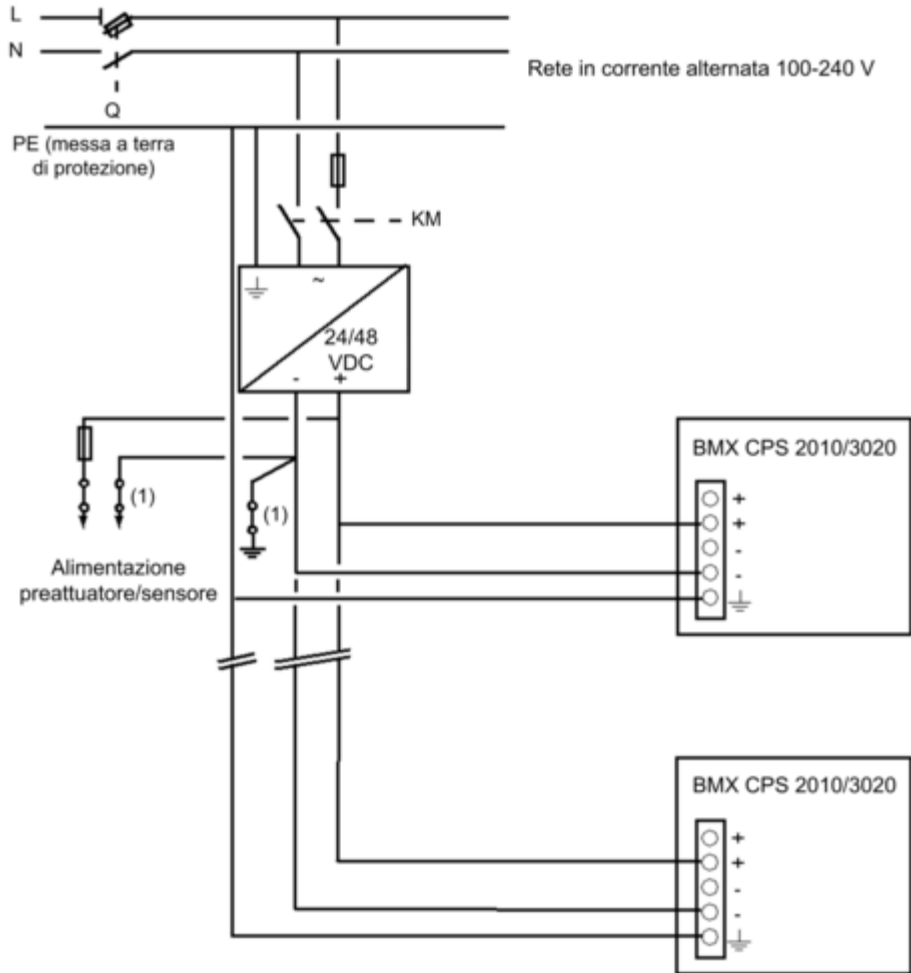 L
N
Rete in corrente alternata 100-240 V
Q
PE (messa a terra
di protezione)
KM
~
24/48
VDC
- +
BMX CPS 2010/3020
+
+
-
-
(1)
(1)
Alimentazione
preattuatore/sensore
BMX CPS 2010/3020
+
+
-
-